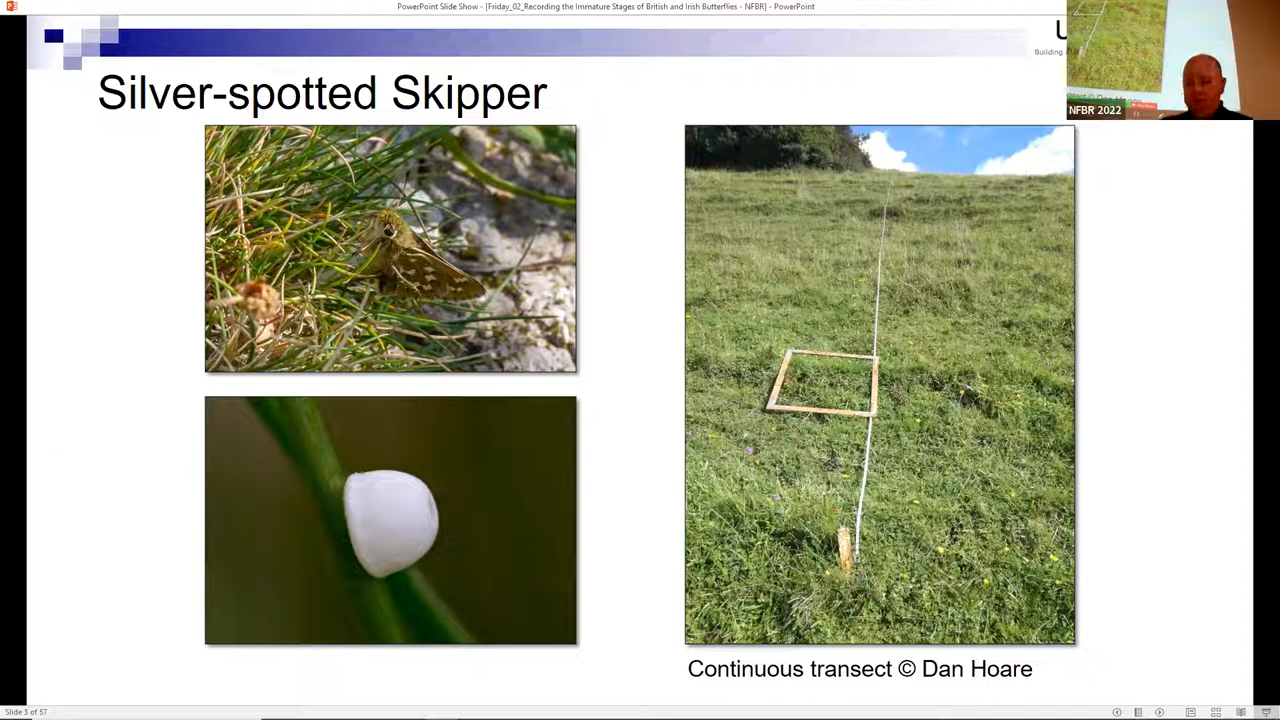 PowerPoint Slide Show - [Friday_02_Recording the Immature Stages of British and Irish Butterflies - NFBR] - PowerPoint
U
Building
Silver-spotted Skipper
NFBR 2022
Continuous transect © Dan Hoare
Slide 3 of 57